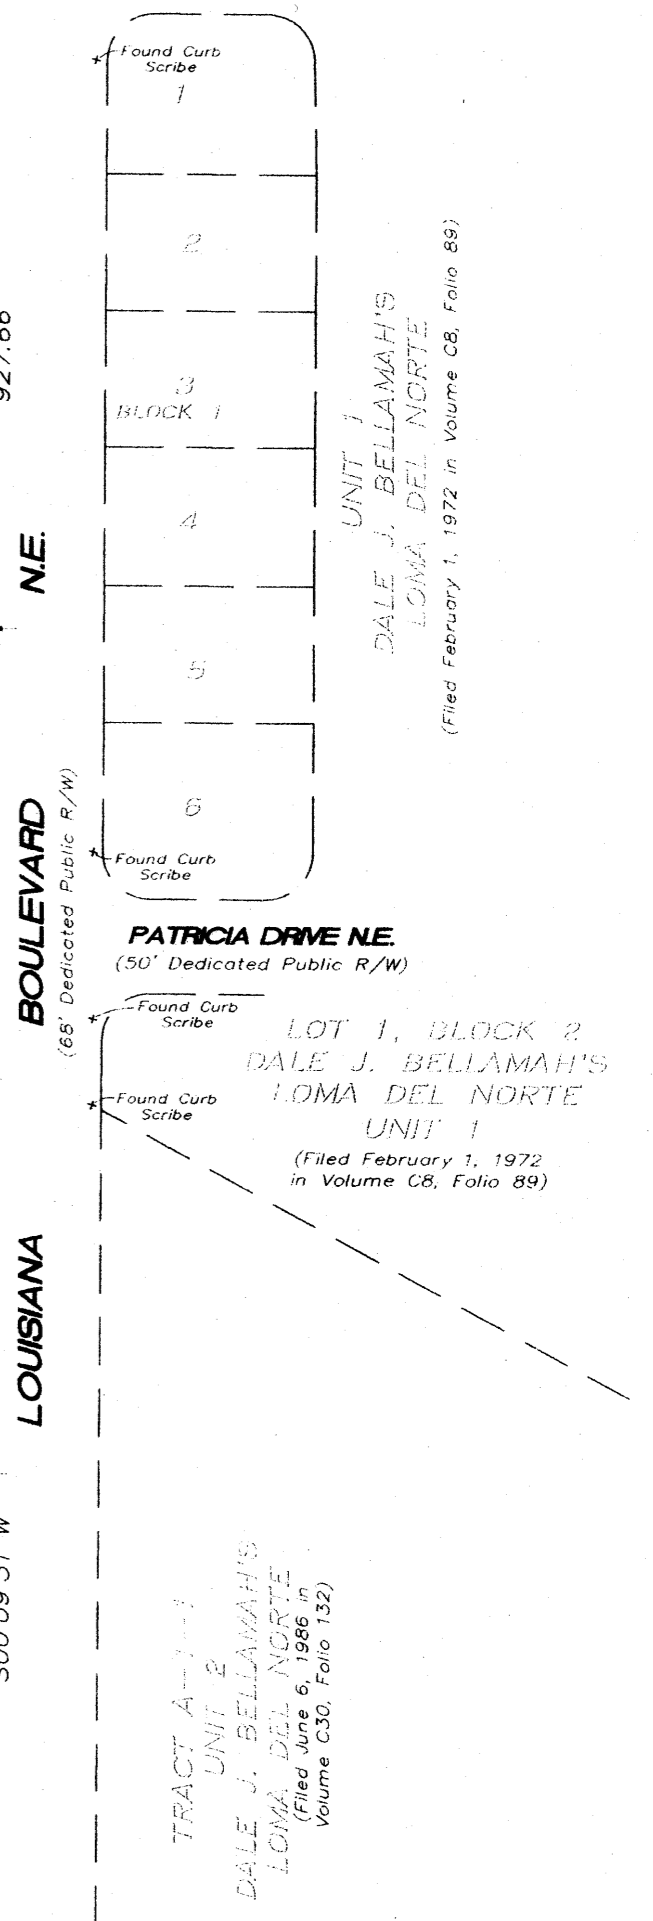 Found Curb
Scribe
1
2
3
BLOCK 1
4
5
6
Found Curb
Scribe
UNIT 1
DALE J. BELLAMAH'S
LOMA DEL NORTE
(Filed February 1, 1972 in Volume C8, Folio 89)
N.E.
BOULEVARD
(68' Dedicated Public R/W)
LOUISIANA
PATRICIA DRIVE N.E.
(50' Dedicated Public R/W)
Found Curb
Scribe
Found Curb
Scribe
LOT 1, BLOCK 2
DALE J. BELLAMAH'S
LOMA DEL NORTE
UNIT 1
(Filed February 1, 1972
in Volume C8, Folio 89)
TRACT A-1-1
UNIT 2
DALE J. BELLAMAH'S
LOMA DEL NORTE
(Filed June 6, 1986 in
Volume C30, Folio 132)